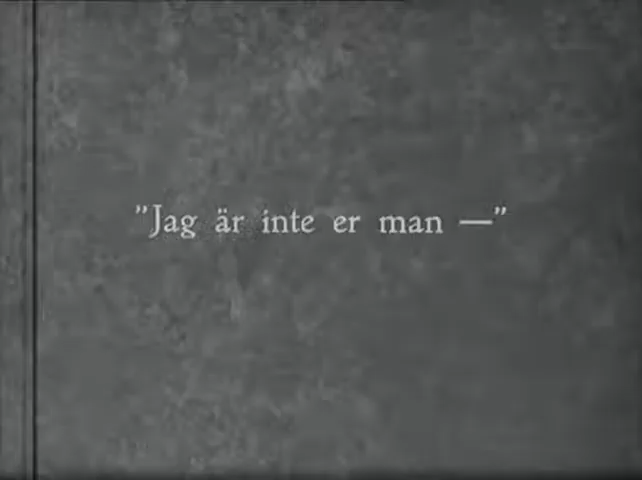 "Jag är inte er man —"